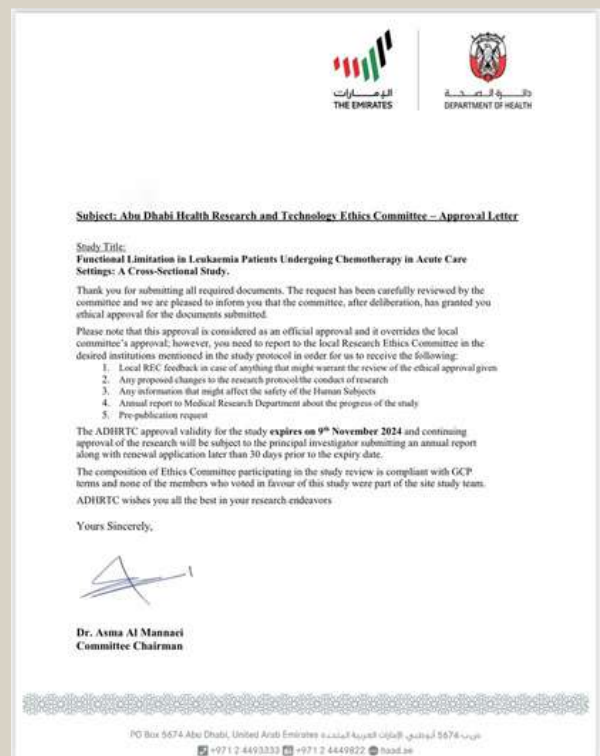 الإمارات
THE EMIRATES
دائرة الصحة
DEPARTMENT OF HEALTH
Subject: Abu Dhabi Health Research and Technology Ethics Committee – Approval Letter
Study Title:
Functional Limitation in Leukaemia Patients Undergoing Chemotherapy in Acute Care
Settings: A Cross-Sectional Study.
Thank you for submitting all required documents. The request has been carefully reviewed by the
committee and we are pleased to inform you that the committee, after deliberation, has granted you
ethical approval for the documents submitted.
Please note that this approval is considered as an official approval and it overrides the local
committee's approval; however, you need to report to the local Research Ethics Committee in the
desired institutions mentioned in the study protocol in order for us to receive the following:
1. Local REC feedback in case of anything that might warrant the review of the ethical approval given
2. Any proposed changes to the research protocol/the conduct of research
3. Any information that might affect the safety of the Human Subjects
4. Annual report to Medical Research Department about the progress of the study
5. Pre-publication request
The ADHRTC approval validity for the study expires on 9th November 2024 and continuing
approval of the research will be subject to the principal investigator submitting an annual report
along with renewal application later than 30 days prior to the expiry date.
The composition of Ethics Committee participating in the study review is compliant with GCP
terms and none of the members who voted in favour of this study were part of the site study team.
ADHRTC wishes you all the best in your research endeavors
Yours Sincerely,
Dr. Asma Al Mannaei
Committee Chairman
PO Box 5674 Abu Dhabi, United Arab Emirates ص.ب 5674 أبوظبي، الإمارات العربية المتحدة
+971 2 4493333 +971 2 4449822 haad.ae